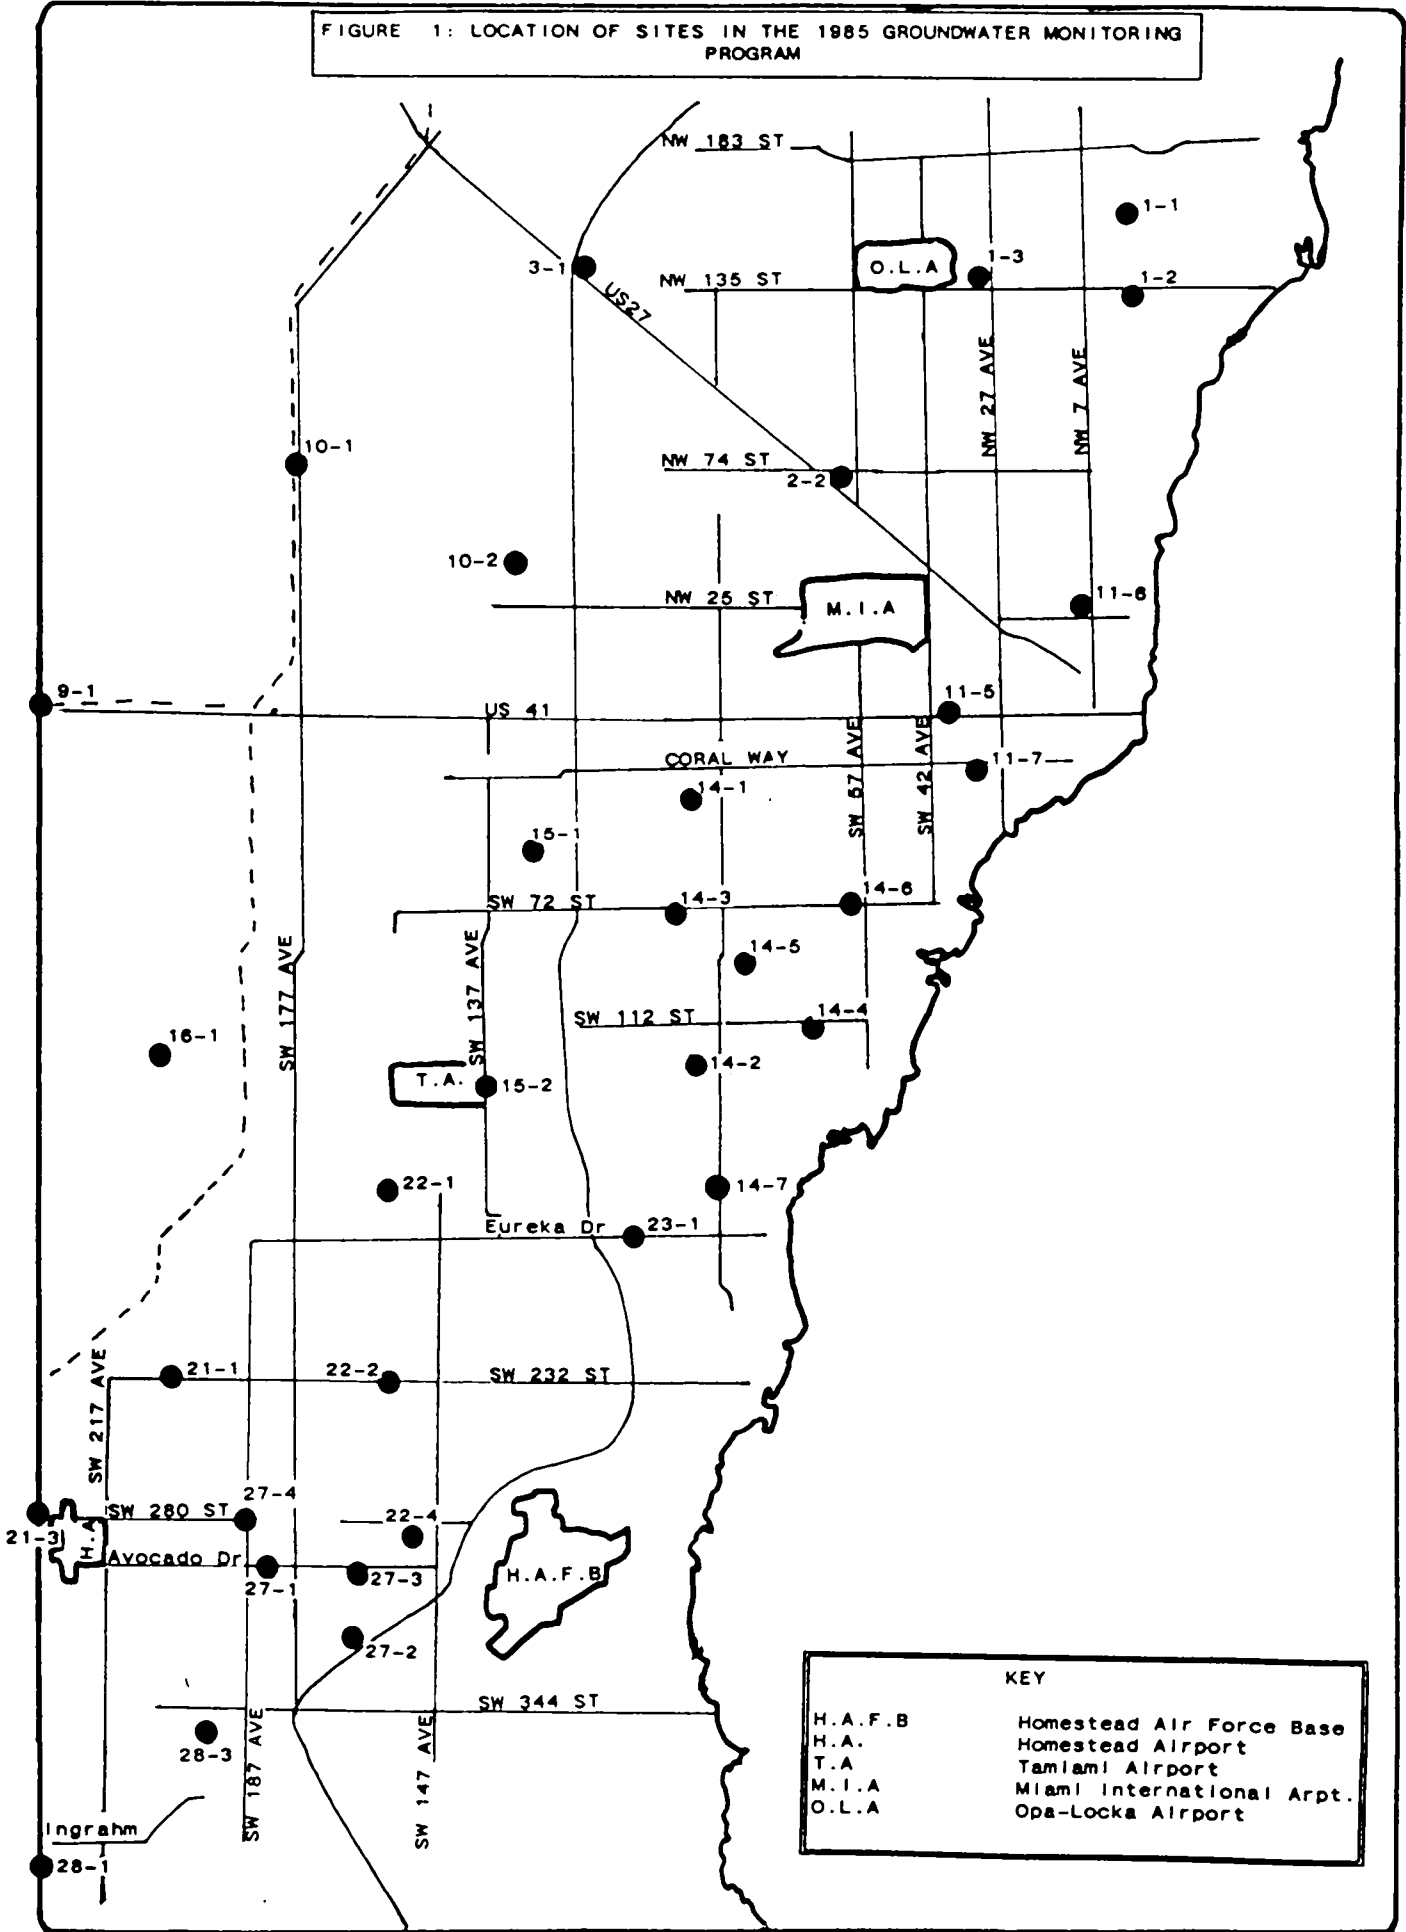 FIGURE 1: LOCATION OF SITES IN THE 1985 GROUNDWATER MONITORING
PROGRAM
NW 183 ST
1-1
O.L.A
1-3
3-1
NW 135 ST
1-2
US27
NW 27 AVE
NW 7 AVE
10-1
NW 74 ST
2-2
10-2
NW 25 ST
M.I.A
11-6
9-1
US 41
11-5
SW 57 AVE
SW 42 AVE
CORAL WAY
11-7
14-1
15-1
SW 72 ST
14-3
14-6
14-5
SW 177 AVE
SW 137 AVE
SW 112 ST
14-4
16-1
14-2
T.A.
15-2
22-1
14-7
Eureka Dr
23-1
21-1
22-2
SW 232 ST
SW 217 AVE
SW 280 ST
27-4
22-4
21-3
H.A
Avocado Dr
27-1
27-3
H.A.F.B
27-2
SW 344 ST
28-3
SW 187 AVE
SW 147 AVE
Ingrahm
28-1
KEY
H.A.F.B Homestead Air Force Base
H.A. Homestead Airport
T.A Tamiami Airport
M.I.A Miami International Arpt.
O.L.A Opa-Locka Airport